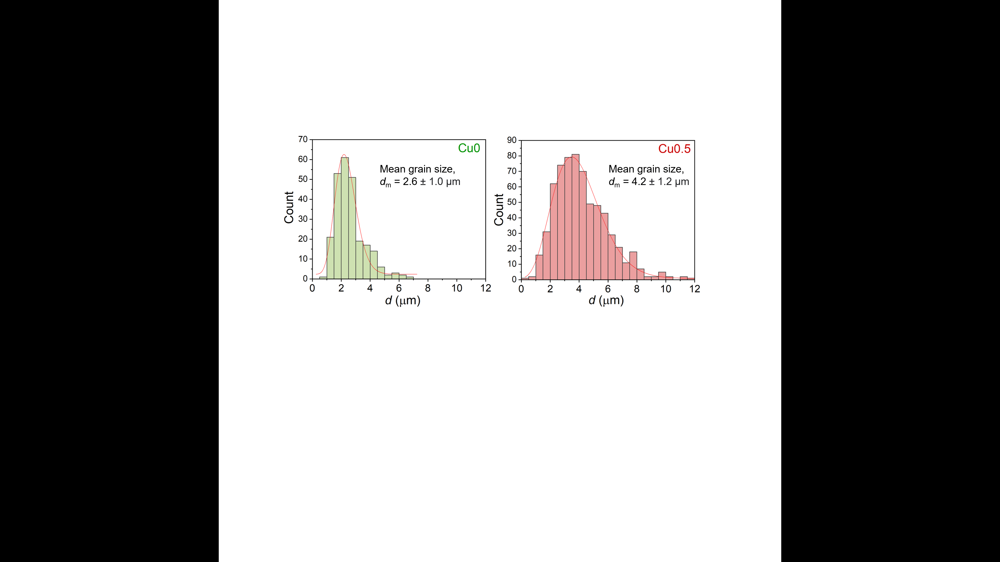 70
60
50
40
30
20
10
0
Count
0 2 4 6 8 10 12
d (μm)
Cu0
Mean grain size,
dm = 2.6 ± 1.0 μm
90
80
70
60
50
40
30
20
10
0
Count
0 2 4 6 8 10 12
d (μm)
Cu0.5
Mean grain size,
dm = 4.2 ± 1.2 μm